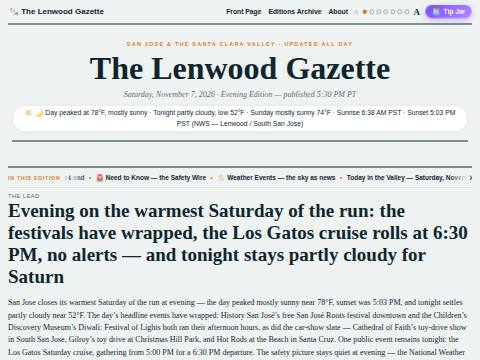 The Lenwood Gazette
Front Page Editions Archive About A A Tip Jar
SAN JOSE & THE SANTA CLARA VALLEY · UPDATED ALL DAY
The Lenwood Gazette
Saturday, November 7, 2026 · Evening Edition — published 5:30 PM PT
Day peaked at 78°F, mostly sunny · Tonight partly cloudy, low 52°F · Sunday mostly sunny 74°F · Sunrise 6:38 AM PST · Sunset 5:03 PM
PST (NWS — Lenwood / South San Jose)
IN THIS EDITION Lead • Need to Know — the Safety Wire • Weather Events — the sky as news • Today in the Valley — Saturday, Novem
THE LEAD
Evening on the warmest Saturday of the run: the
festivals have wrapped, the Los Gatos cruise rolls at 6:30
PM, no alerts — and tonight stays partly cloudy for
Saturn
San Jose closes its warmest Saturday of the run at evening — the day peaked mostly sunny near 78°F, sunset was 5:03 PM, and tonight settles
partly cloudy near 52°F. The day's headline events have wrapped: History San José's free San José Roots festival downtown and the Children's
Discovery Museum's Diwali: Festival of Lights both ran their afternoon hours, as did the car-show slate — Cathedral of Faith's toy-drive show
in South San Jose, Gilroy's toy drive at Christmas Hill Park, and Hot Rods at the Beach in Santa Cruz. One public event remains tonight: the
Los Gatos Saturday cruise, gathering from 5:00 PM for a 6:30 PM departure. The safety picture stays quiet at evening — the National Weather